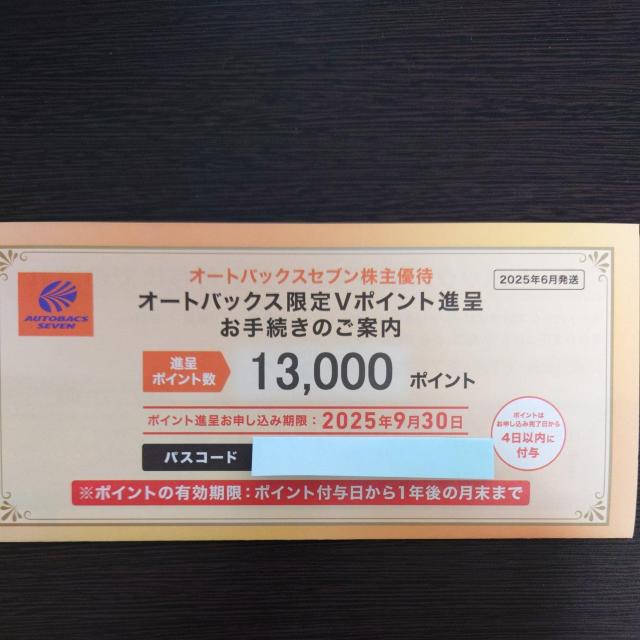 オートバックスセブン株主優待
2025年6月発送
オートバックス限定Vポイント進呈
お手続きのご案内
AUTOBACS
SEVEN
進呈
ポイント数
13,000 ポイント
ポイント進呈お申し込み期限：2025年9月30日
ポイントは
お申し込み完了日から
4日以内に
付与
パスコード
※ポイントの有効期限：ポイント付与日から1年後の月末まで